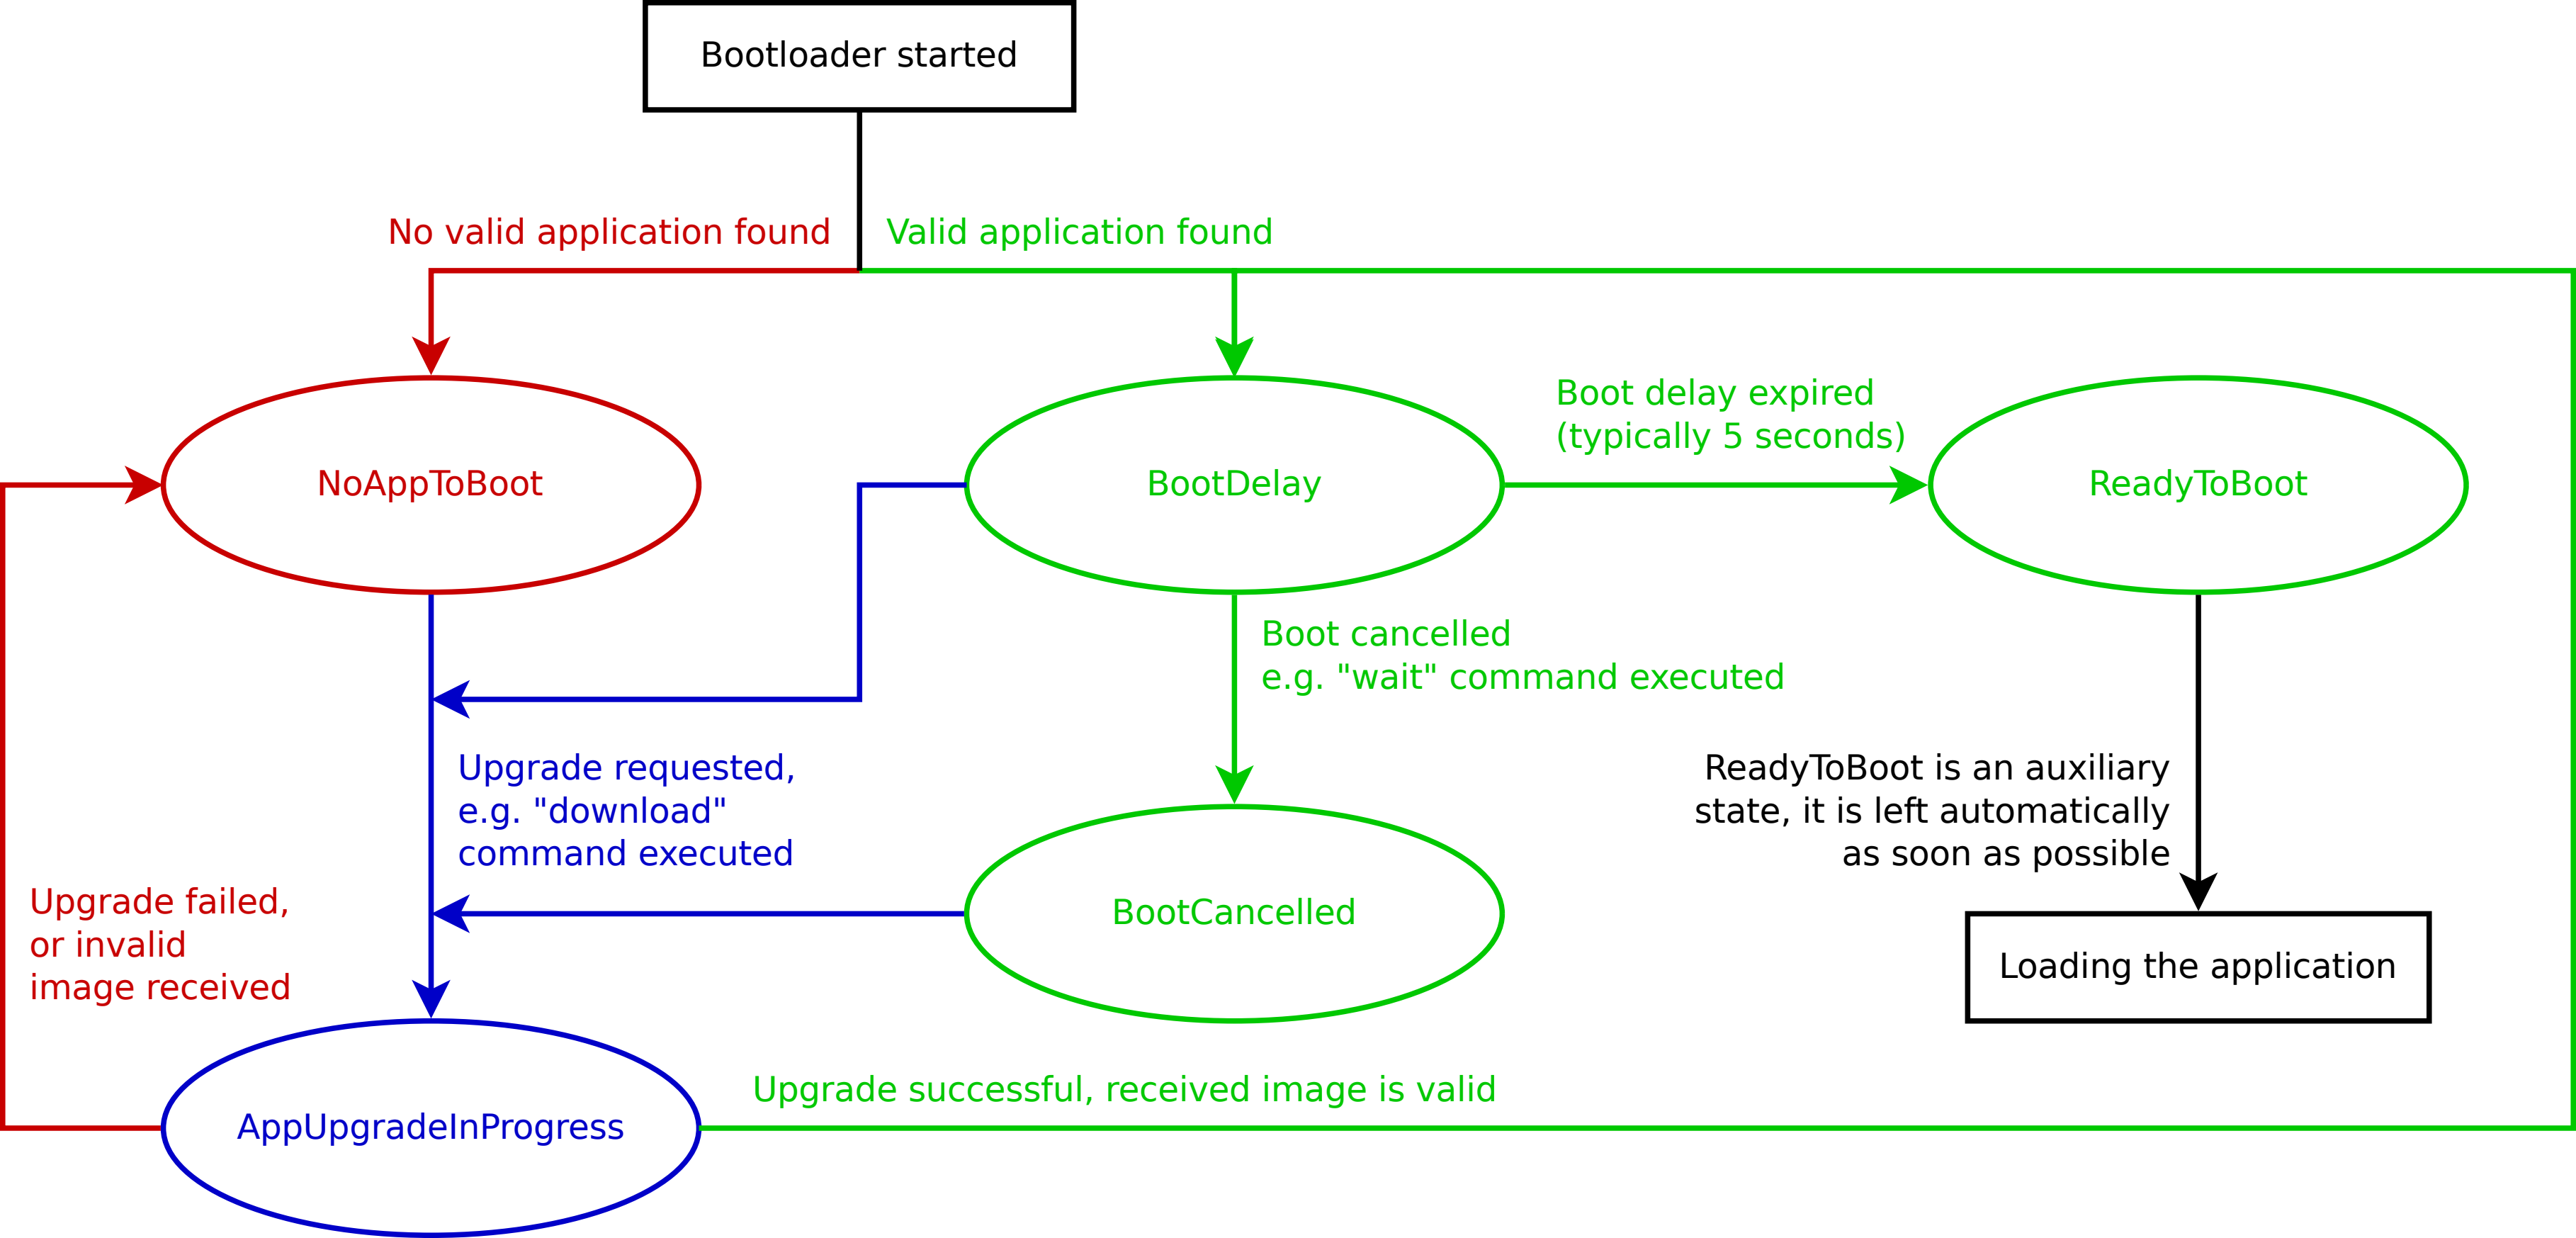 Bootloader started
No valid application found
Valid application found
Boot delay expired
(typically 5 seconds)
NoAppToBoot
BootDelay
ReadyToBoot
Boot cancelled
e.g. "wait" command executed
Upgrade requested,
e.g. "download"
command executed
ReadyToBoot is an auxiliary
state, it is left automatically
as soon as possible
Upgrade failed,
or invalid
image received
BootCancelled
Loading the application
Upgrade successful, received image is valid
AppUpgradeInProgress